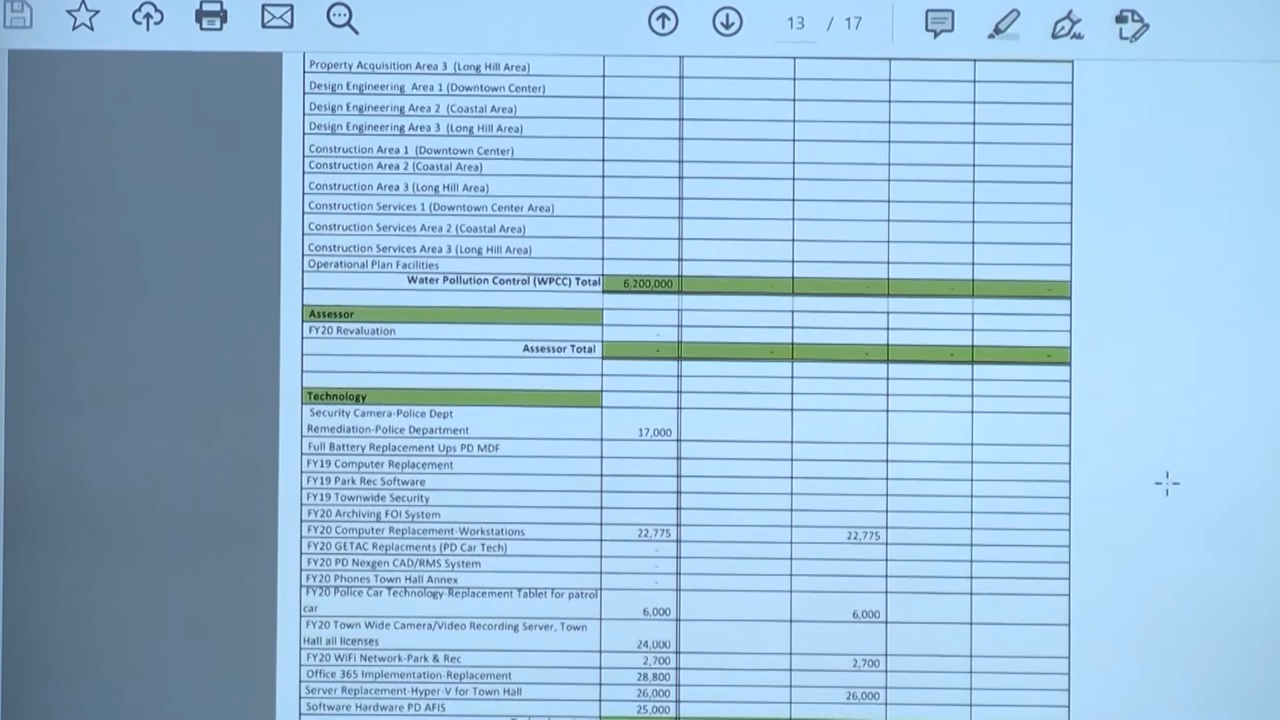 13 / 17
Property Acquisition Area 3 (Long Hill Area)
Design Engineering Area 1 (Downtown Center)
Design Engineering Area 2 (Coastal Area)
Design Engineering Area 3 (Long Hill Area)
Construction Area 1 (Downtown Center)
Construction Area 2 (Coastal Area)
Construction Area 3 (Long Hill Area)
Construction Services 1 (Downtown Center Area)
Construction Services Area 2 (Coastal Area)
Construction Services Area 3 (Long Hill Area)
Operational Plan Facilities
Water Pollution Control (WPCC) Total 6,200,000 - - - -
Assessor
FY20 Revaluation -
Assessor Total - - - - -
Technology
Security Camera-Police Dept
Remediation-Police Department 17,000
Full Battery Replacement Ups PD MDF
FY19 Computer Replacement
FY19 Park Rec Software
FY19 Townwide Security
FY20 Archiving FOI System
FY20 Computer Replacement-Workstations 22,775 22,775
FY20 GETAC Replacments (PD Car Tech) -
FY20 PD Nexgen CAD/RMS System -
FY20 Phones Town Hall Annex -
FY20 Police Car Technology-Replacement Tablet for patrol
car 6,000 6,000
FY20 Town Wide Camera/Video Recording Server, Town
Hall all licenses 24,000
FY20 WiFi Network-Park & Rec 2,700 2,700
Office 365 Implementation-Replacement 28,800
Server Replacement-Hyper-V for Town Hall 26,000 26,000
Software Hardware PD AFIS 25,000